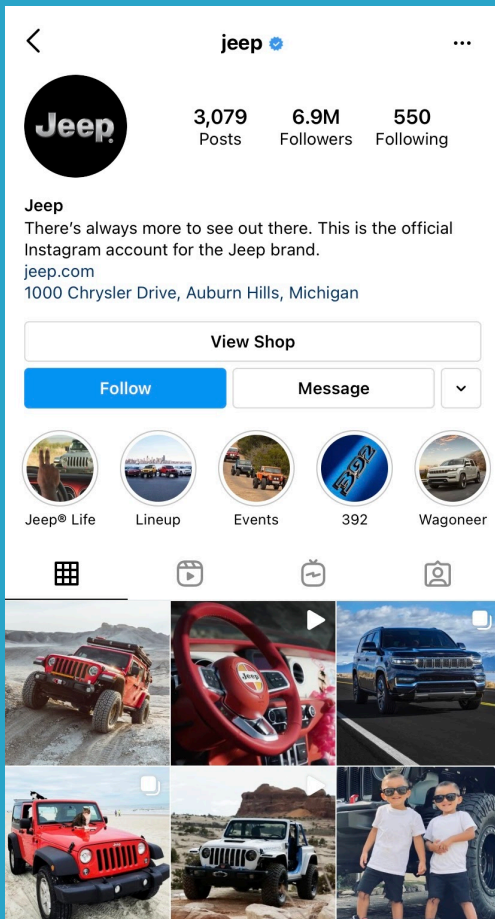 jeep
Jeep
3,079 6.9M 550
Posts Followers Following
Jeep
There's always more to see out there. This is the official
Instagram account for the Jeep brand.
jeep.com
1000 Chrysler Drive, Auburn Hills, Michigan
View Shop
Follow Message
392
Jeep® Life Lineup Events 392 Wagoneer
Jeep